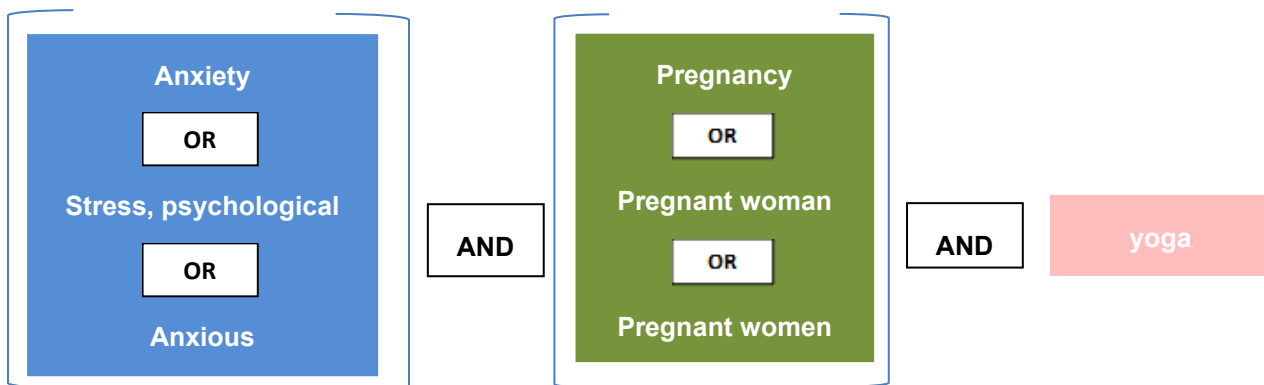 Anxiety
OR
Stress, psychological
OR
Anxious
AND
Pregnancy
OR
Pregnant woman
OR
Pregnant women
AND
yoga